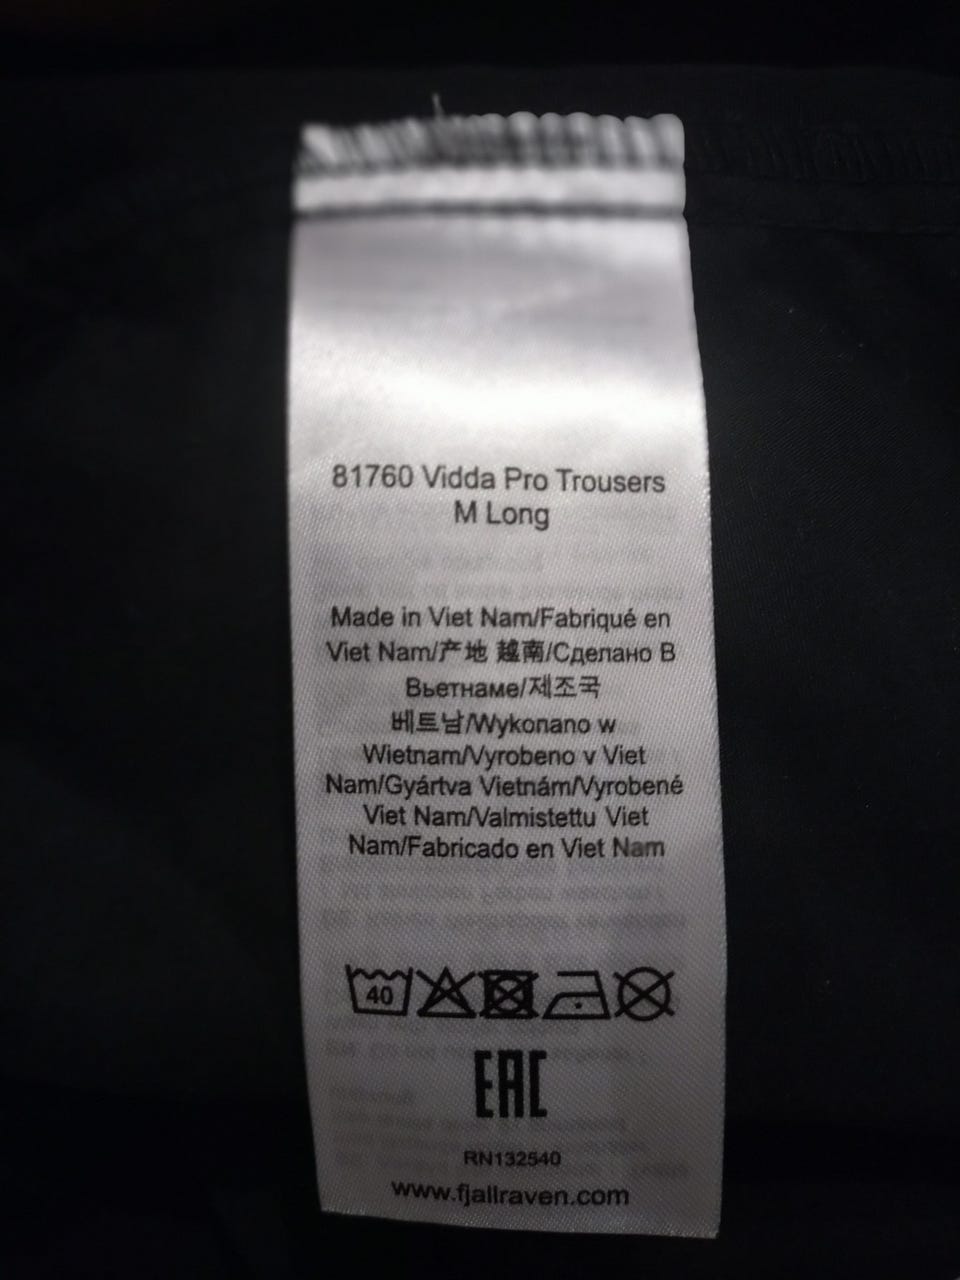 81760 Vidda Pro Trousers
M Long
Made in Viet Nam/Fabriqué en
Viet Nam/产地 越南/Сделано В
Вьетнаме/제조국
베트남/Wykonano w
Wietnam/Vyrobeno v Viet
Nam/Gyártva Vietnám/Vyrobené
Viet Nam/Valmistettu Viet
Nam/Fabricado en Viet Nam
40
EAC
RN132540
www.fjallraven.com